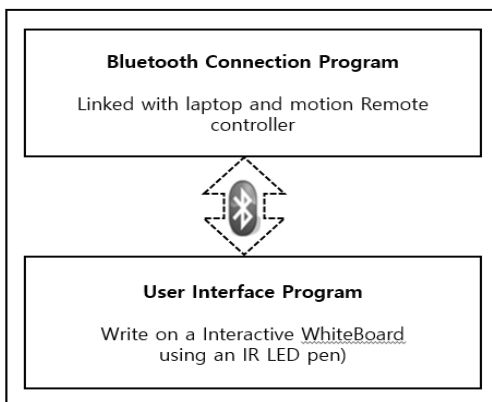 Bluetooth Connection Program
Linked with laptop and motion Remote
controller
User Interface Program
Write on a Interactive WhiteBoard
using an IR LED pen)